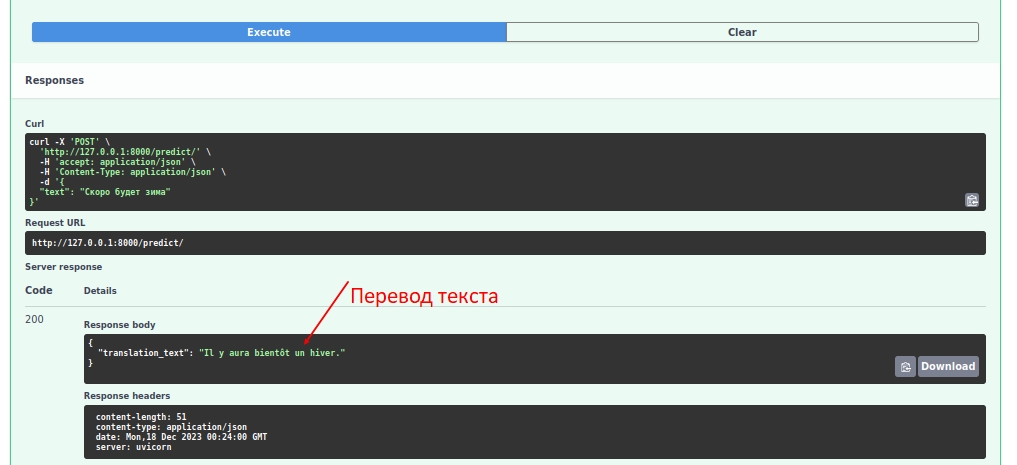 Execute
Clear
Responses
Curl
curl -X 'POST' \
  'http://127.0.0.1:8000/predict/' \
  -H 'accept: application/json' \
  -H 'Content-Type: application/json' \
  -d '{
  "text": "Скоро будет зима"
}'
Request URL
http://127.0.0.1:8000/predict/
Server response
Code Details
Перевод текста
200
Response body
{
  "translation_text": "Il y aura bientôt un hiver."
}
Download
Response headers
content-length: 51
content-type: application/json
date: Mon,18 Dec 2023 00:24:00 GMT
server: uvicorn